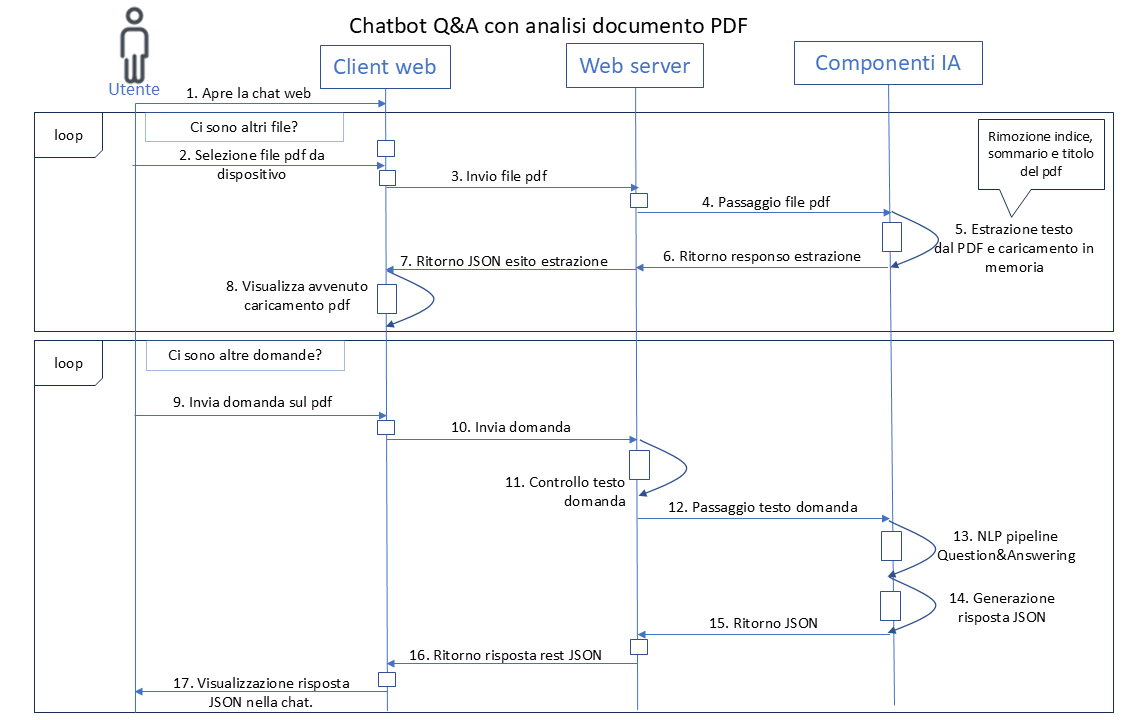 Chatbot Q&A con analisi documento PDF
Utente
Client web
Web server
Componenti IA
1. Apre la chat web
loop
Ci sono altri file?
Rimozione indice,
sommario e titolo
del pdf
2. Selezione file pdf da
dispositivo
3. Invio file pdf
4. Passaggio file pdf
5. Estrazione testo
dal PDF e caricamento in
memoria
6. Ritorno responso estrazione
7. Ritorno JSON esito estrazione
8. Visualizza avvenuto
caricamento pdf
loop
Ci sono altre domande?
9. Invia domanda sul pdf
10. Invia domanda
11. Controllo testo
domanda
12. Passaggio testo domanda
13. NLP pipeline
Question&Answering
14. Generazione
risposta JSON
15. Ritorno JSON
16. Ritorno risposta rest JSON
17. Visualizzazione risposta
JSON nella chat.